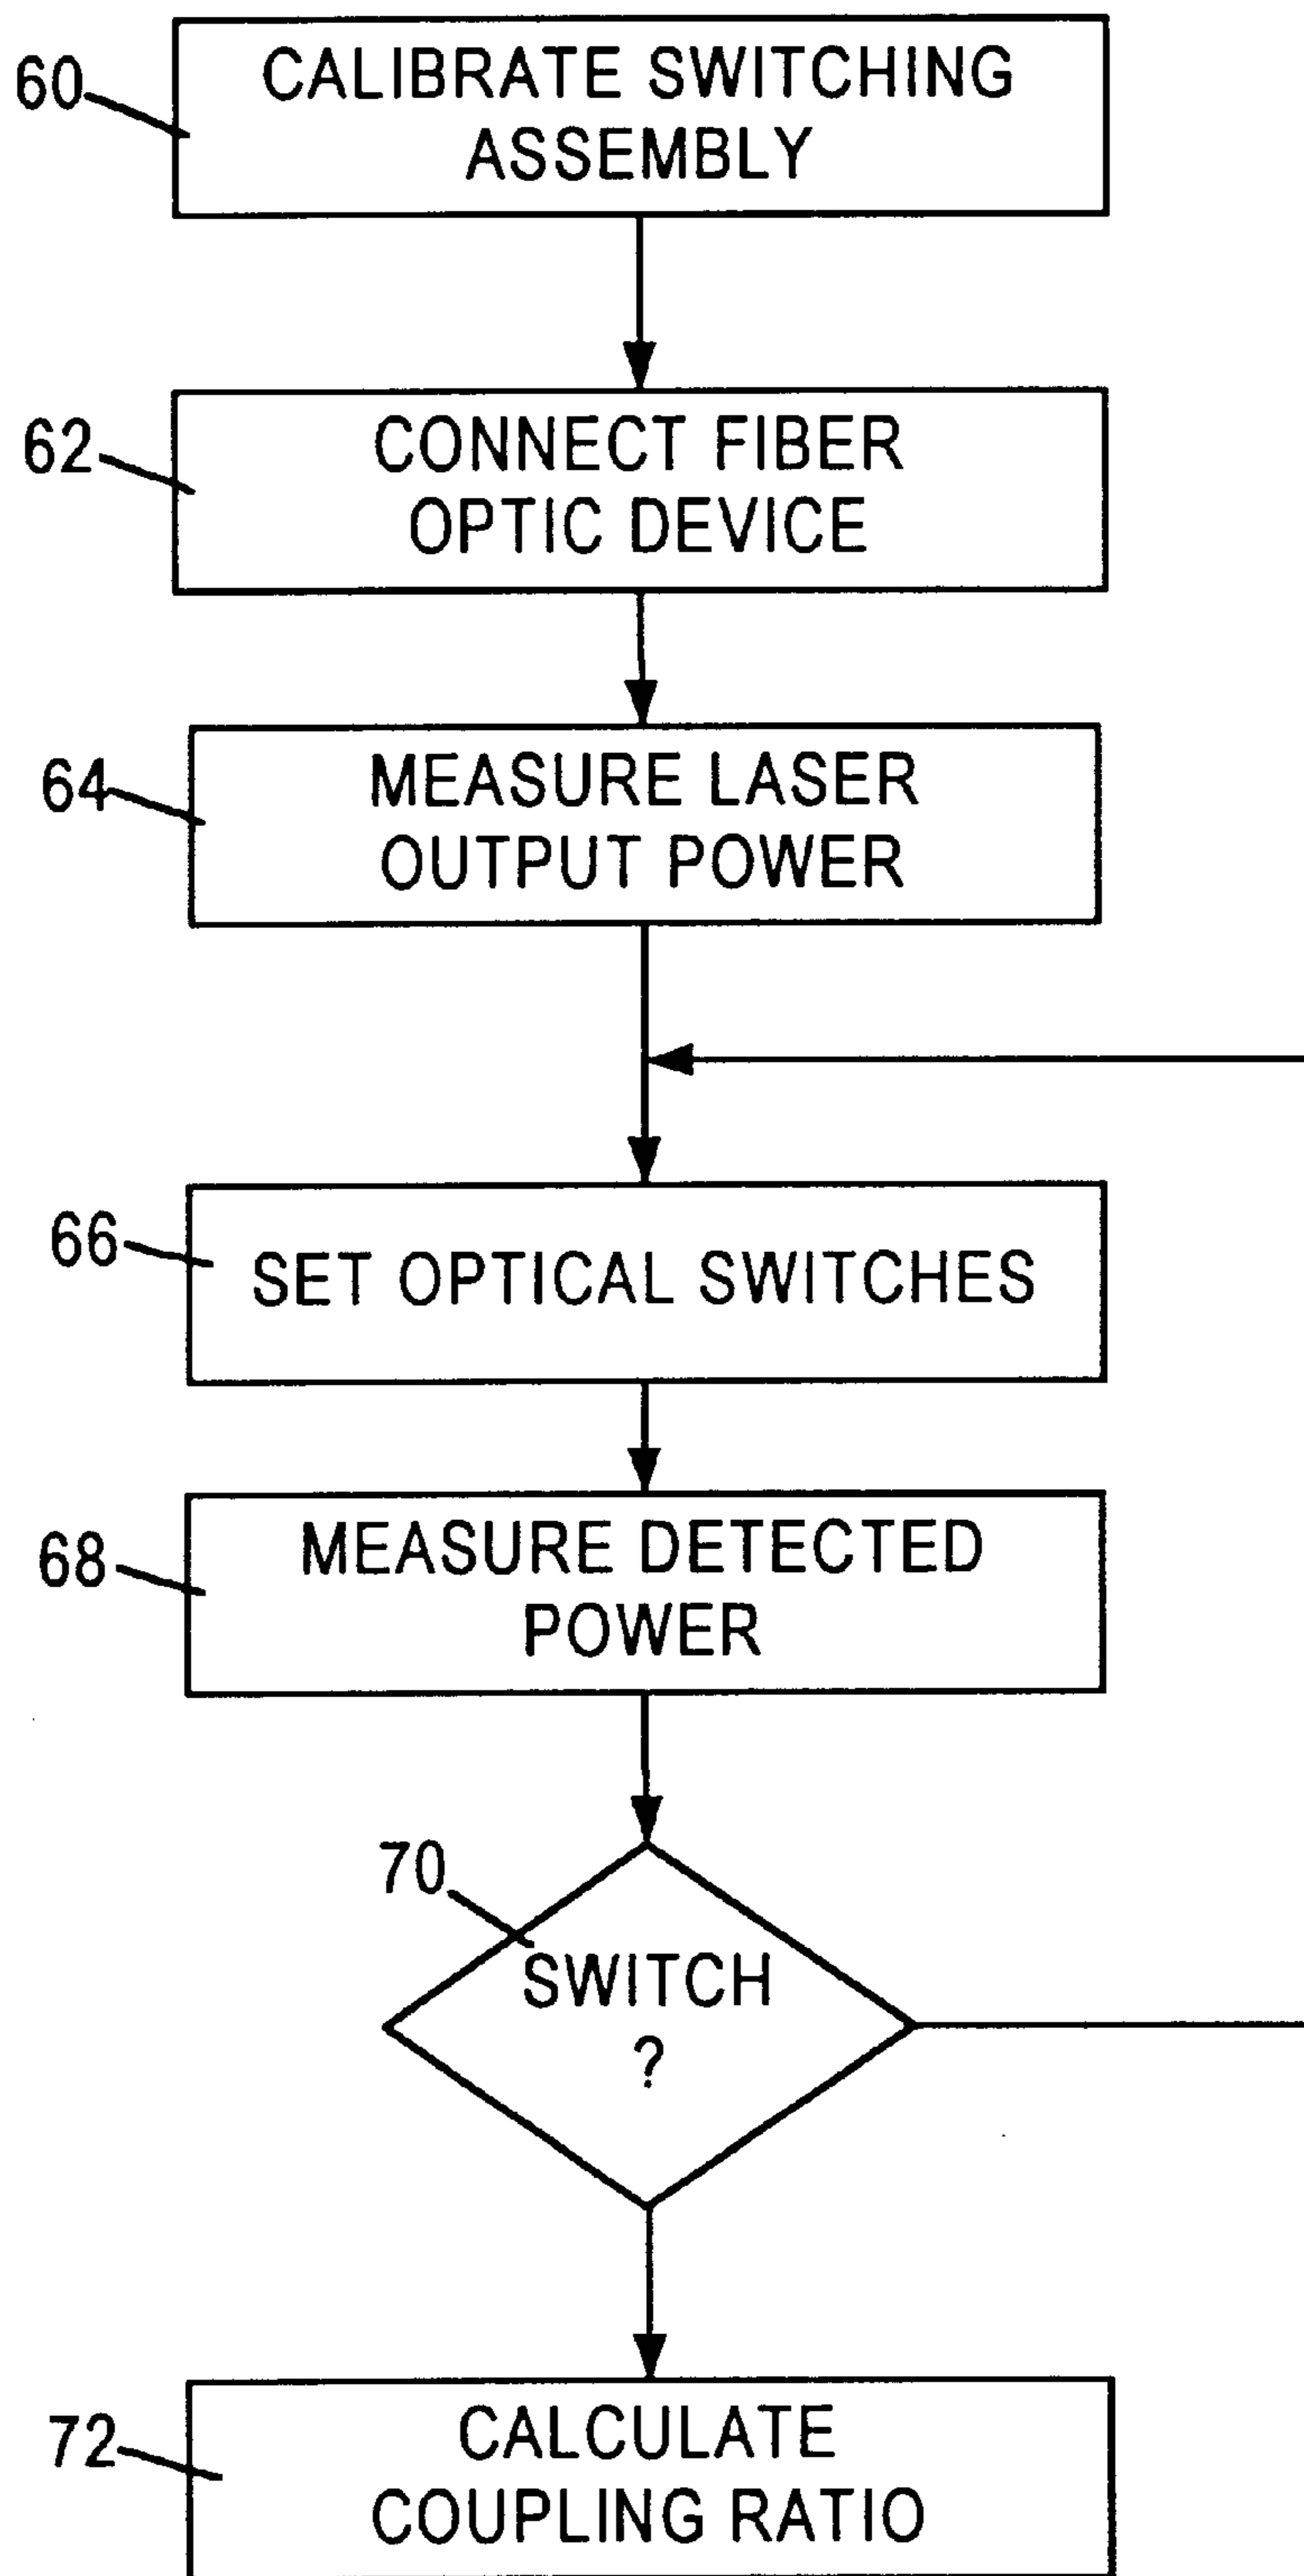 60
CALIBRATE SWITCHING
ASSEMBLY
62
CONNECT FIBER
OPTIC DEVICE
64
MEASURE LASER
OUTPUT POWER
66
SET OPTICAL SWITCHES
68
MEASURE DETECTED
POWER
70
SWITCH
?
72
CALCULATE
COUPLING RATIO